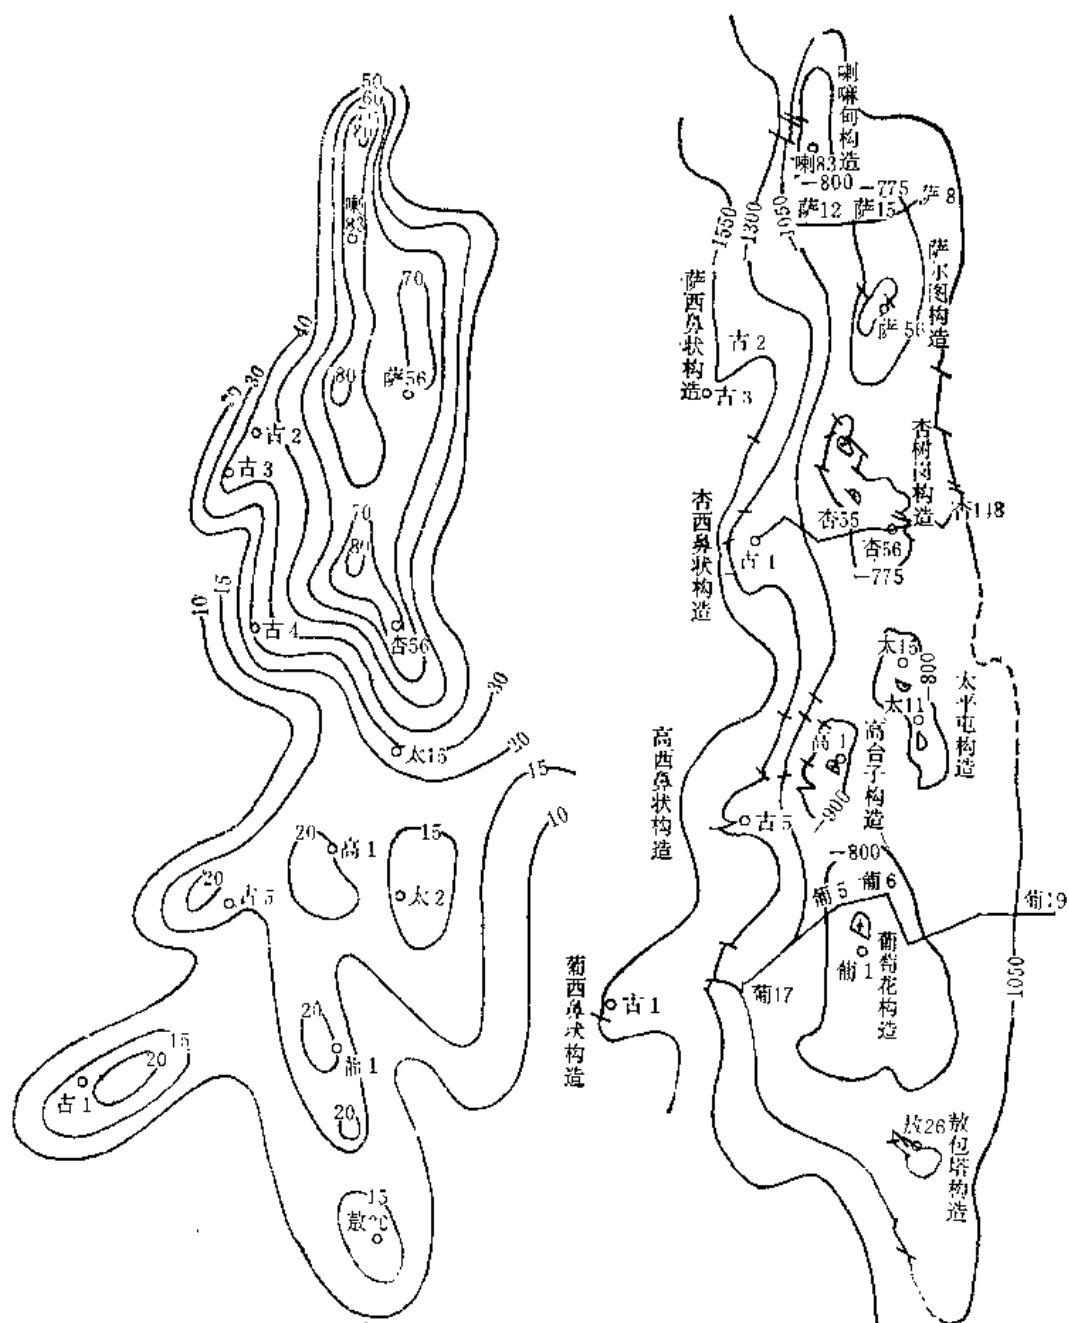 50
60
喇
83
70
40
30
80
萨56
古2
古3
70
80
15
10
古4
杏56
30
太15
20
15
10
20
高1
15
20
古5
太2
20
葡1
15
20
古1
20
15
喇嘛甸构造
喇83
-800
-775
萨8
萨12
萨15
-1550
-1300
-1050
萨西鼻状构造
萨尔图构造
萨56
古2
古3
杏树岗构造
杏西鼻状构造
杏55
杏148
古1
杏56
-775
太15
-800
太11
太平屯构造
高西鼻状构造
高1
高台子构造
古5
-900
-800
葡6
葡5
葡19
葡1
葡萄花构造
葡西鼻状构造
古1
葡17
1050
敖26
敖包塔构造